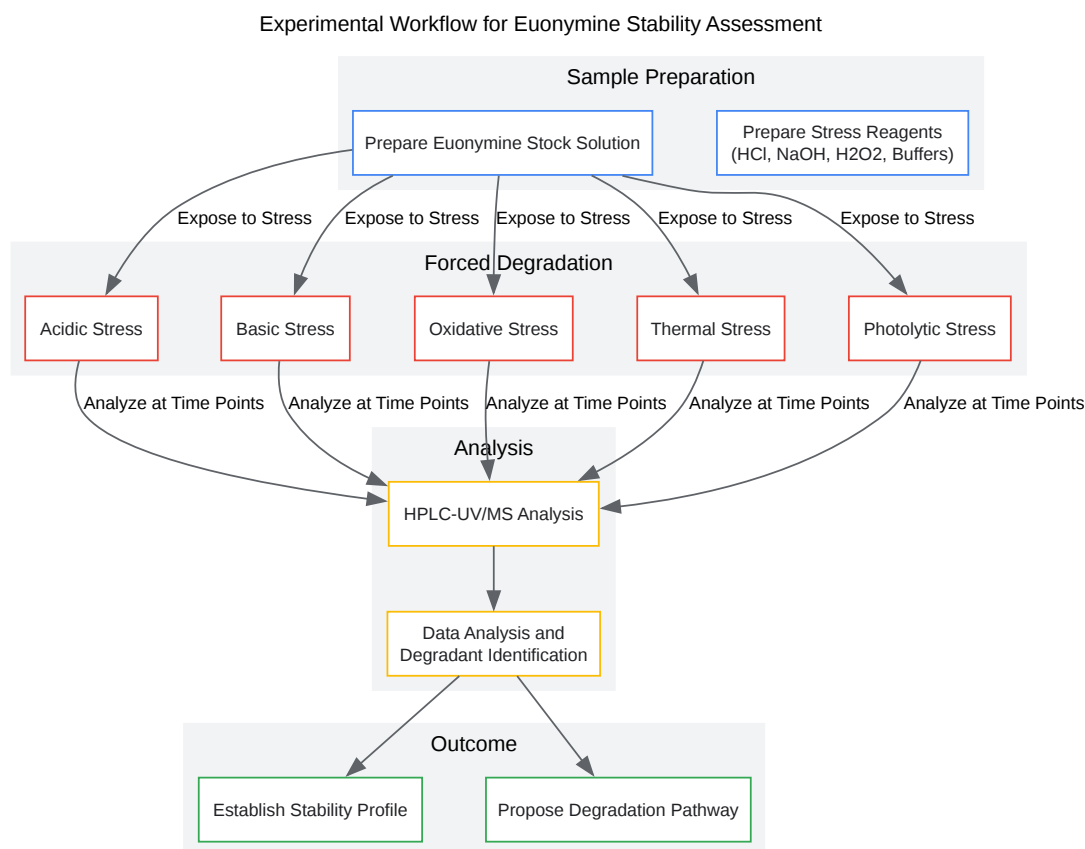 Experimental Workflow for Euonymine Stability Assessment
Sample Preparation
Prepare Euonymine Stock Solution
Prepare Stress Reagents
(HCl, NaOH, H2O2, Buffers)
Expose to Stress
Expose to Stress
Expose to Stress
Expose to Stress
Expose to Stress
Forced Degradation
Acidic Stress
Basic Stress
Oxidative Stress
Thermal Stress
Photolytic Stress
Analyze at Time Points
Analyze at Time Points
Analyze at Time Points
Analyze at Time Points
Analyze at Time Points
Analysis
HPLC-UV/MS Analysis
Data Analysis and
Degradant Identification
Outcome
Establish Stability Profile
Propose Degradation Pathway